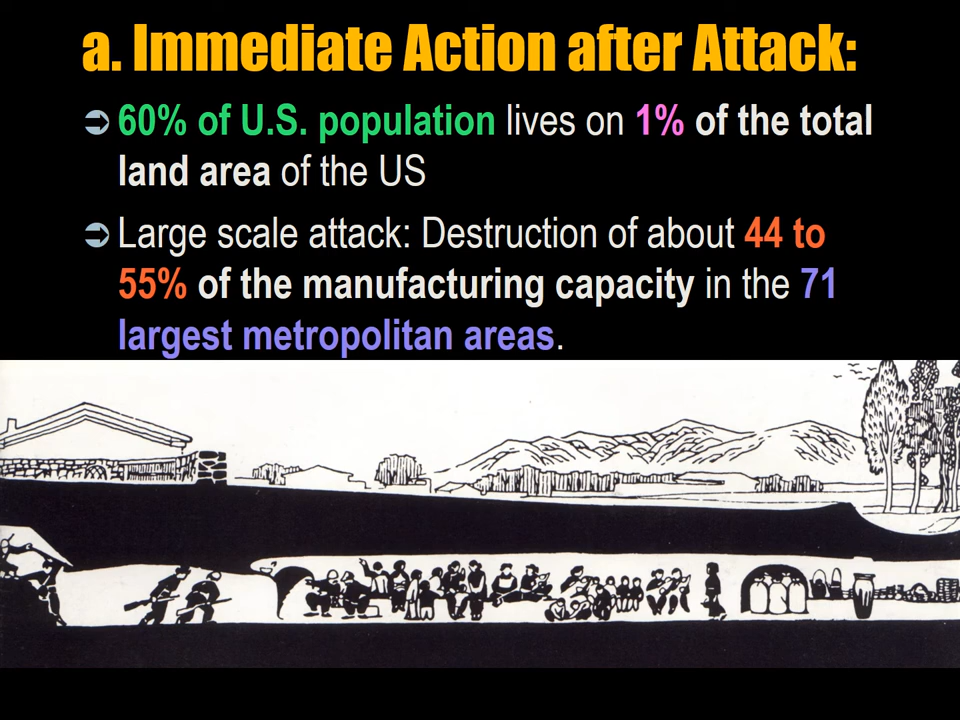 a. Immediate Action after Attack:
➲ 60% of U.S. population lives on 1% of the total
land area of the US
➲ Large scale attack: Destruction of about 44 to
55% of the manufacturing capacity in the 71
largest metropolitan areas.